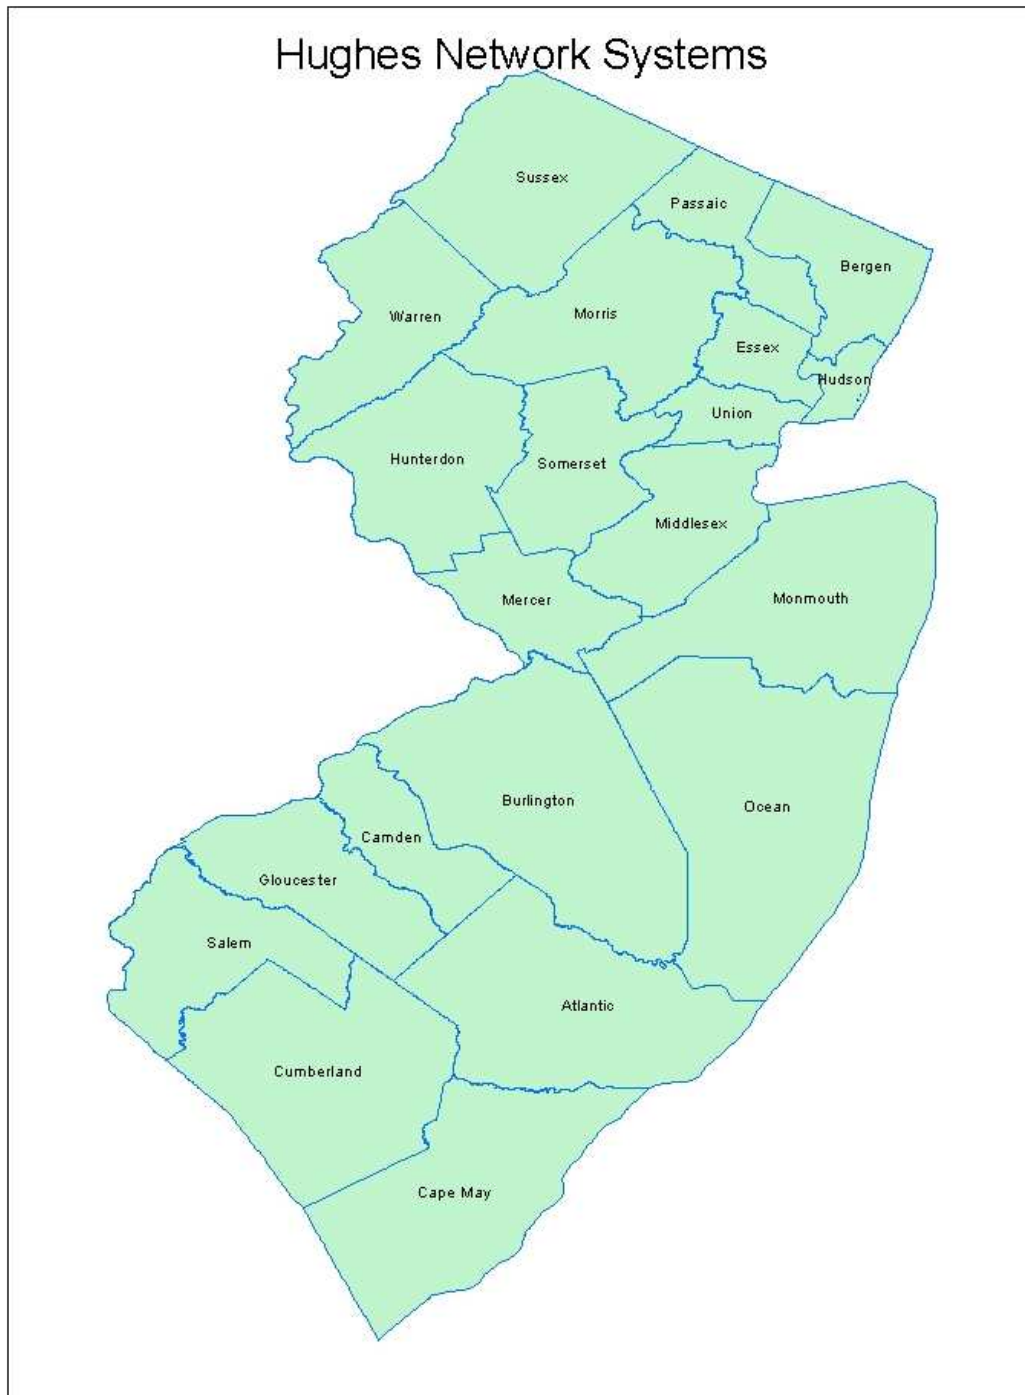 Hughes Network Systems
Sussex
Passaic
Bergen
Warren
Morris
Essex
Hudson
Union
Hunterdon
Somerset
Middlesex
Mercer
Monmouth
Burlington
Ocean
Camden
Gloucester
Salem
Atlantic
Cumberland
Cape May